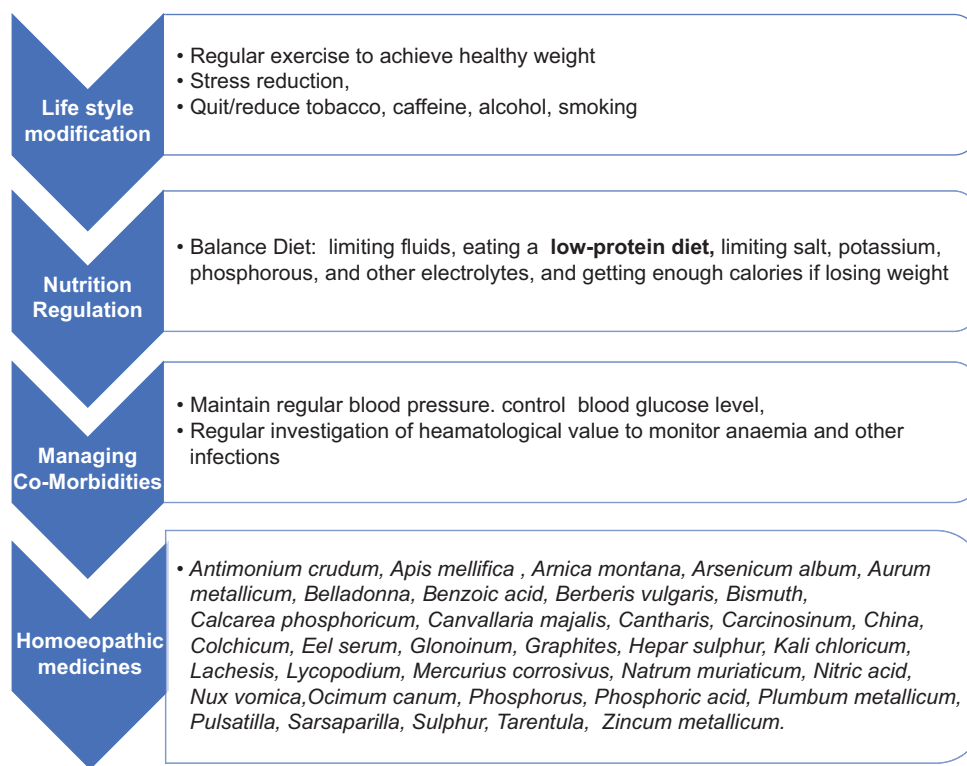 Life style
modification
• Regular exercise to achieve healthy weight
• Stress reduction,
• Quit/reduce tobacco, caffeine, alcohol, smoking
Nutrition
Regulation
• Balance Diet:  limiting fluids, eating a  low-protein diet, limiting salt, potassium,
phosphorous, and other electrolytes, and getting enough calories if losing weight
Managing
Co-Morbidities
• Maintain regular blood pressure. control  blood glucose level,
• Regular investigation of heamatological value to monitor anaemia and other
infections
Homoeopathic
medicines
• Antimonium crudum, Apis mellifica , Arnica montana, Arsenicum album, Aurum
metallicum, Belladonna, Benzoic acid, Berberis vulgaris, Bismuth,
Calcarea phosphoricum, Canvallaria majalis, Cantharis, Carcinosinum, China,
Colchicum, Eel serum, Glonoinum, Graphites, Hepar sulphur, Kali chloricum,
Lachesis, Lycopodium, Mercurius corrosivus, Natrum muriaticum, Nitric acid,
Nux vomica,Ocimum canum, Phosphorus, Phosphoric acid, Plumbum metallicum,
Pulsatilla, Sarsaparilla, Sulphur, Tarentula,  Zincum metallicum.